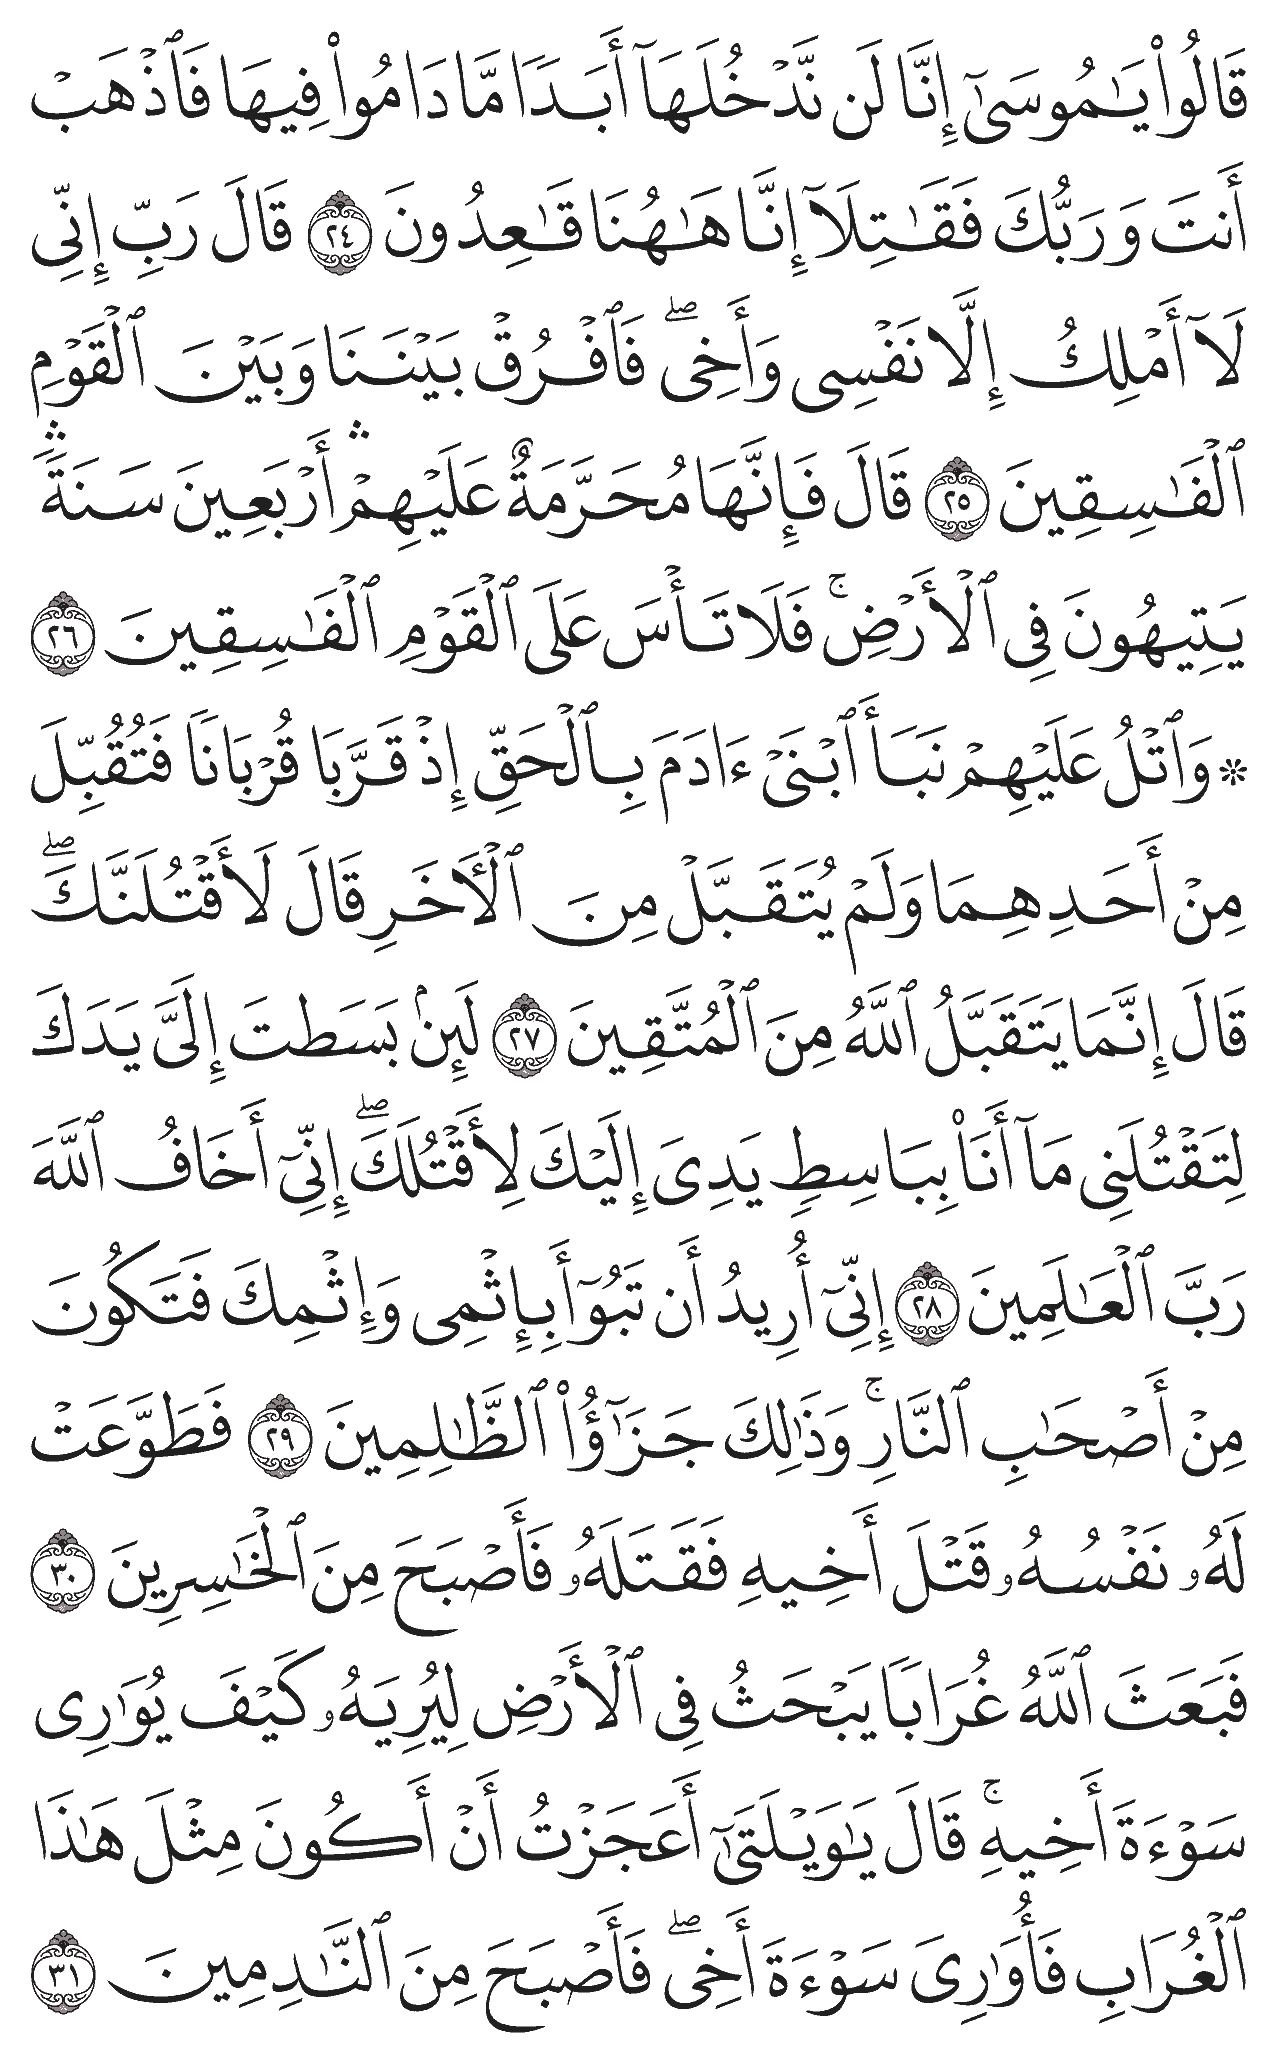 قَالُوا۟ يَـٰمُوسَىٰٓ إِنَّا لَن نَّدْخُلَهَآ أَبَدًا مَّا دَامُوا۟ فِيهَا فَٱذْهَبْ
أَنتَ وَرَبُّكَ فَقَـٰتِلَآ إِنَّا هَـٰهُنَا قَـٰعِدُونَ ٢٤ قَالَ رَبِّ إِنِّى
لَآ أَمْلِكُ إِلَّا نَفْسِى وَأَخِى ۖ فَٱفْرُقْ بَيْنَنَا وَبَيْنَ ٱلْقَوْمِ
ٱلْفَـٰسِقِينَ ٢٥ قَالَ فَإِنَّهَا مُحَرَّمَةٌ عَلَيْهِمْ ۛ أَرْبَعِينَ سَنَةً ۛ
يَتِيهُونَ فِى ٱلْأَرْضِ ۚ فَلَا تَأْسَ عَلَى ٱلْقَوْمِ ٱلْفَـٰسِقِينَ ٢٦
۞ وَٱتْلُ عَلَيْهِمْ نَبَأَ ٱبْنَىْ ءَادَمَ بِٱلْحَقِّ إِذْ قَرَّبَا قُرْبَانًا فَتُقُبِّلَ
مِنْ أَحَدِهِمَا وَلَمْ يُتَقَبَّلْ مِنَ ٱلْـَٔاخَرِ قَالَ لَأَقْتُلَنَّكَ ۖ
قَالَ إِنَّمَا يَتَقَبَّلُ ٱللَّهُ مِنَ ٱلْمُتَّقِينَ ٢٧ لَئِنۢ بَسَطتَ إِلَىَّ يَدَكَ
لِتَقْتُلَنِى مَآ أَنَا۠ بِبَاسِطٍ يَدِىَ إِلَيْكَ لِأَقْتُلَكَ ۖ إِنِّىٓ أَخَافُ ٱللَّهَ
رَبَّ ٱلْعَـٰلَمِينَ ٢٨ إِنِّىٓ أُرِيدُ أَن تَبُوٓأَ بِإِثْمِى وَإِثْمِكَ فَتَكُونَ
مِنْ أَصْحَـٰبِ ٱلنَّارِ ۚ وَذَٰلِكَ جَزَٰٓؤُا۟ ٱلظَّـٰلِمِينَ ٢٩ فَطَوَّعَتْ
لَهُۥ نَفْسُهُۥ قَتْلَ أَخِيهِ فَقَتَلَهُۥ فَأَصْبَحَ مِنَ ٱلْخَـٰسِرِينَ ٣٠
فَبَعَثَ ٱللَّهُ غُرَابًا يَبْحَثُ فِى ٱلْأَرْضِ لِيُرِيَهُۥ كَيْفَ يُوَٰرِى
سَوْءَةَ أَخِيهِ ۚ قَالَ يَـٰوَيْلَتَىٰٓ أَعَجَزْتُ أَنْ أَكُونَ مِثْلَ هَـٰذَا
ٱلْغُرَابِ فَأُوَٰرِىَ سَوْءَةَ أَخِى ۖ فَأَصْبَحَ مِنَ ٱلنَّـٰدِمِينَ ٣١